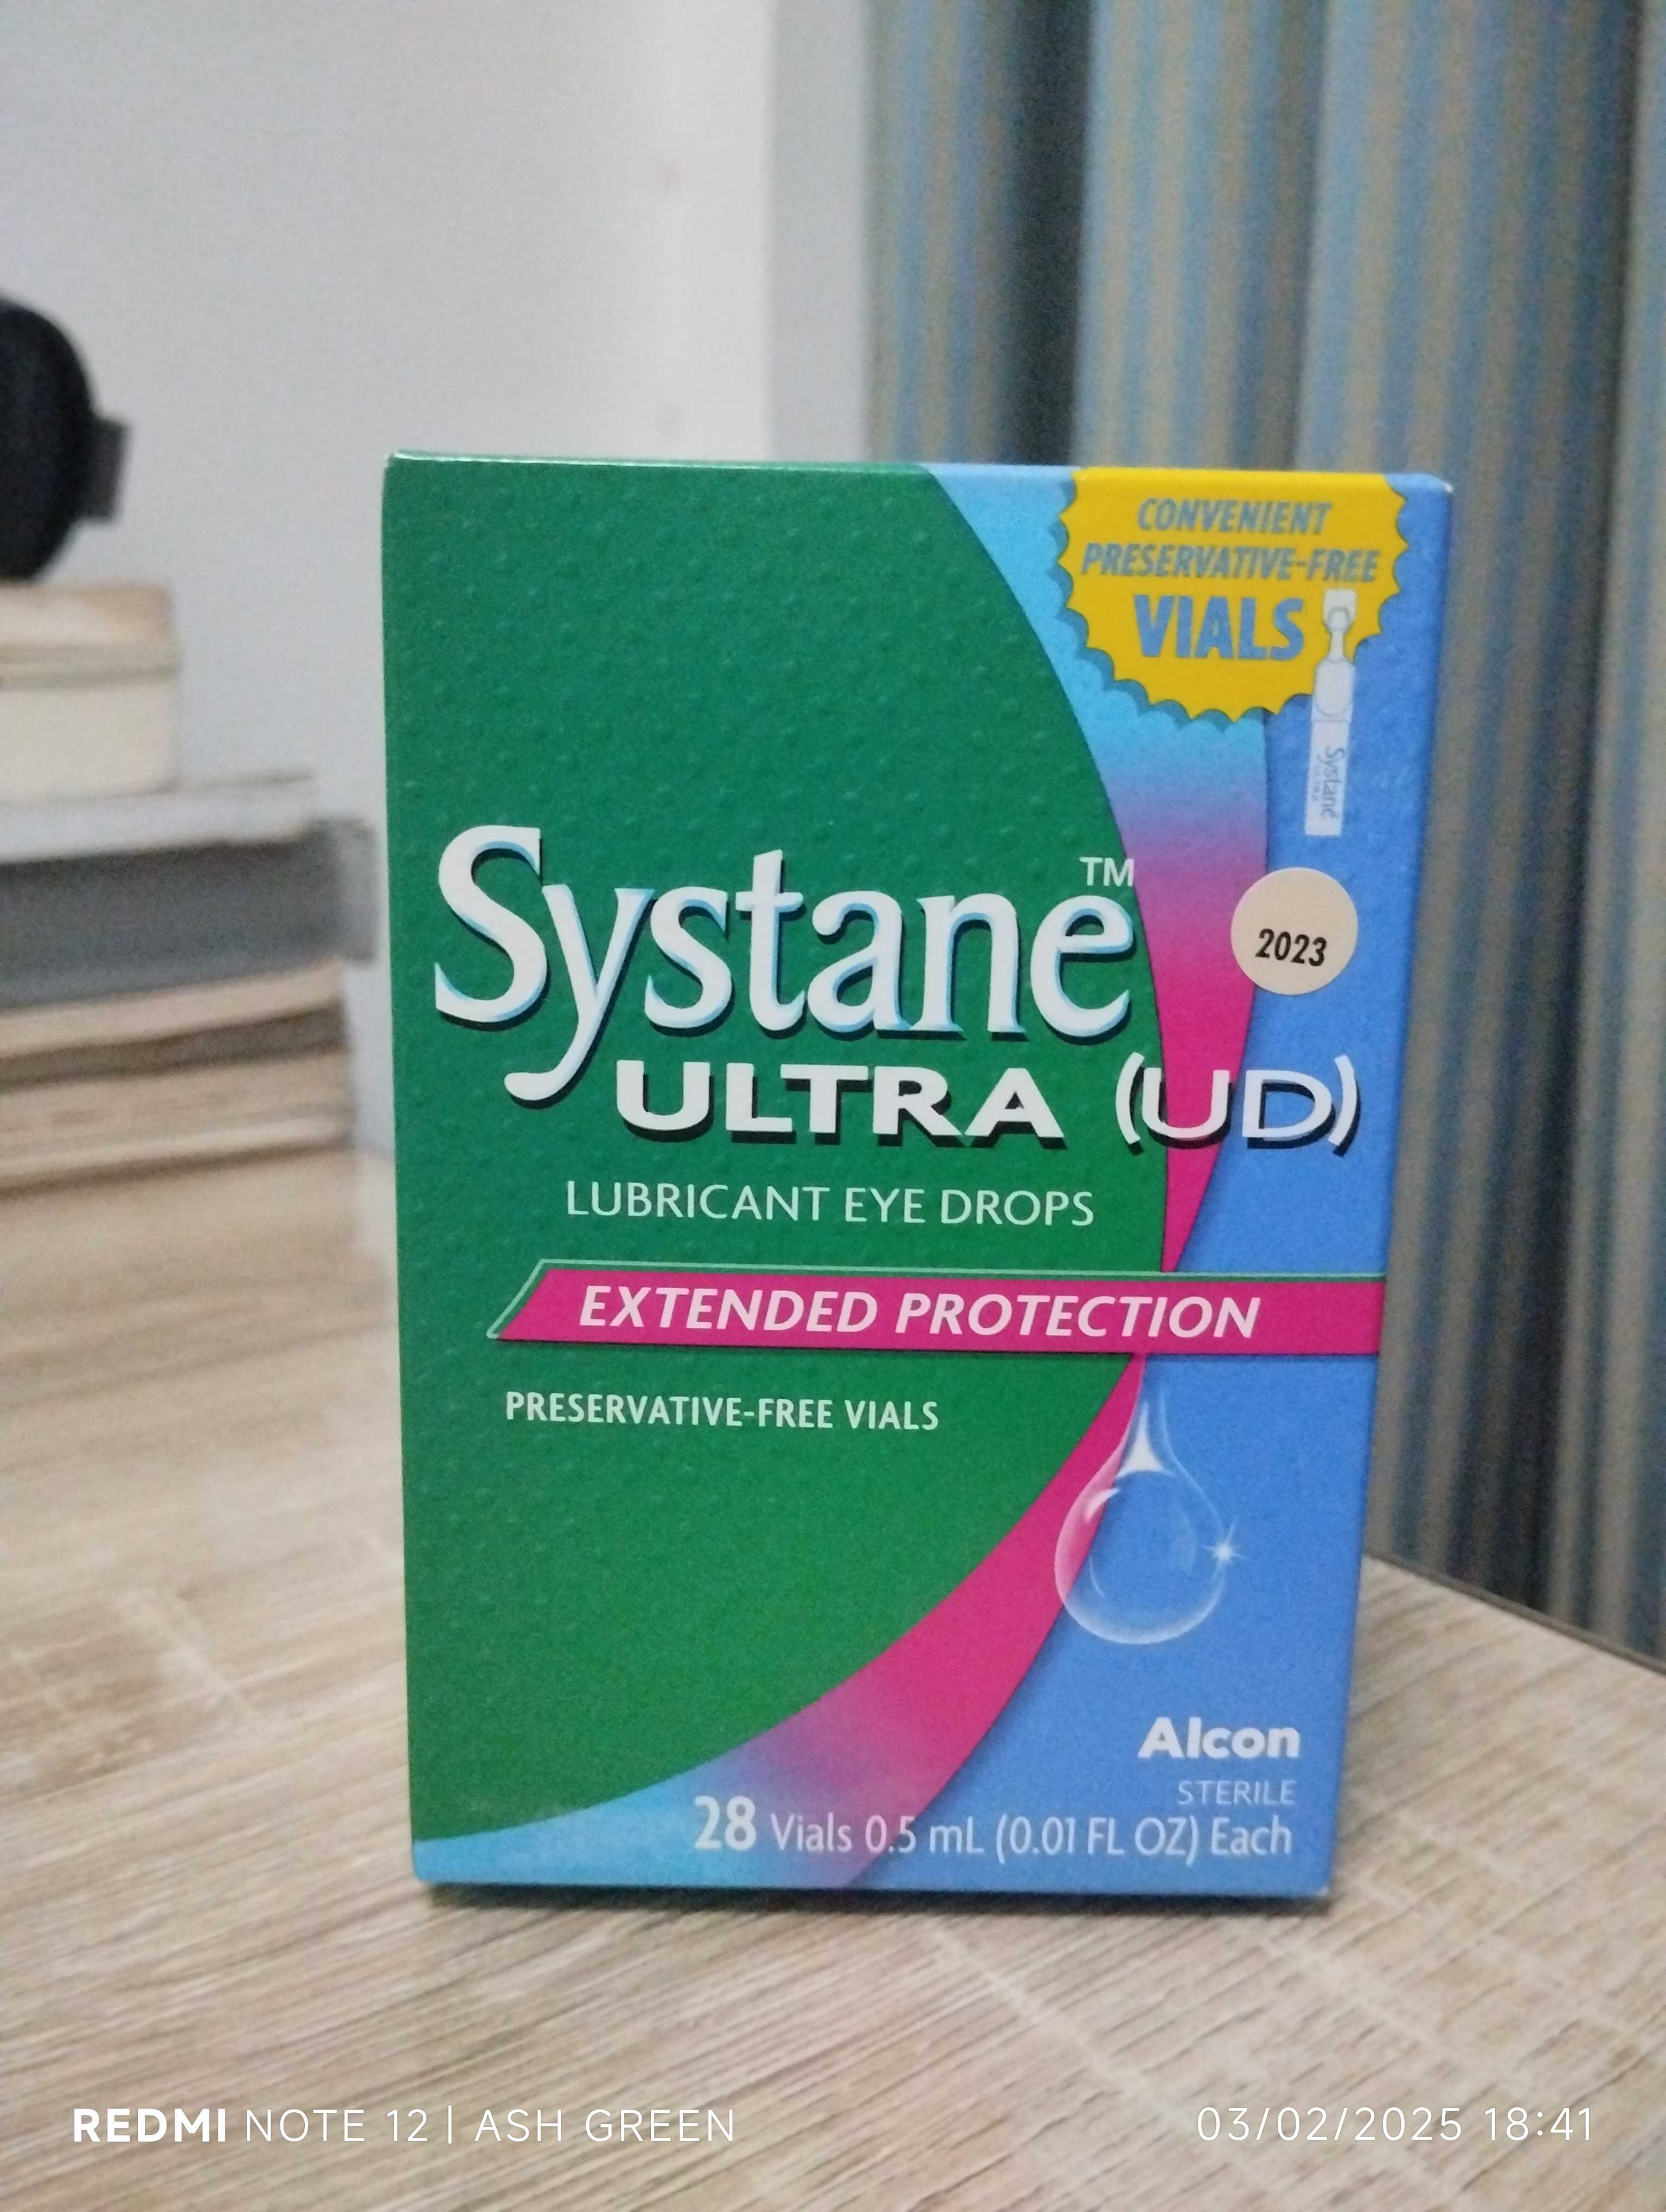 CONVENIENT
PRESERVATIVE-FREE
VIALS
Systane
ULTRA
Systane™
2023
ULTRA (UD)
LUBRICANT EYE DROPS
EXTENDED PROTECTION
PRESERVATIVE-FREE VIALS
Alcon
STERILE
28 Vials 0.5 mL (0.01 FL OZ) Each
REDMI NOTE 12 | ASH GREEN
03/02/2025 18:41